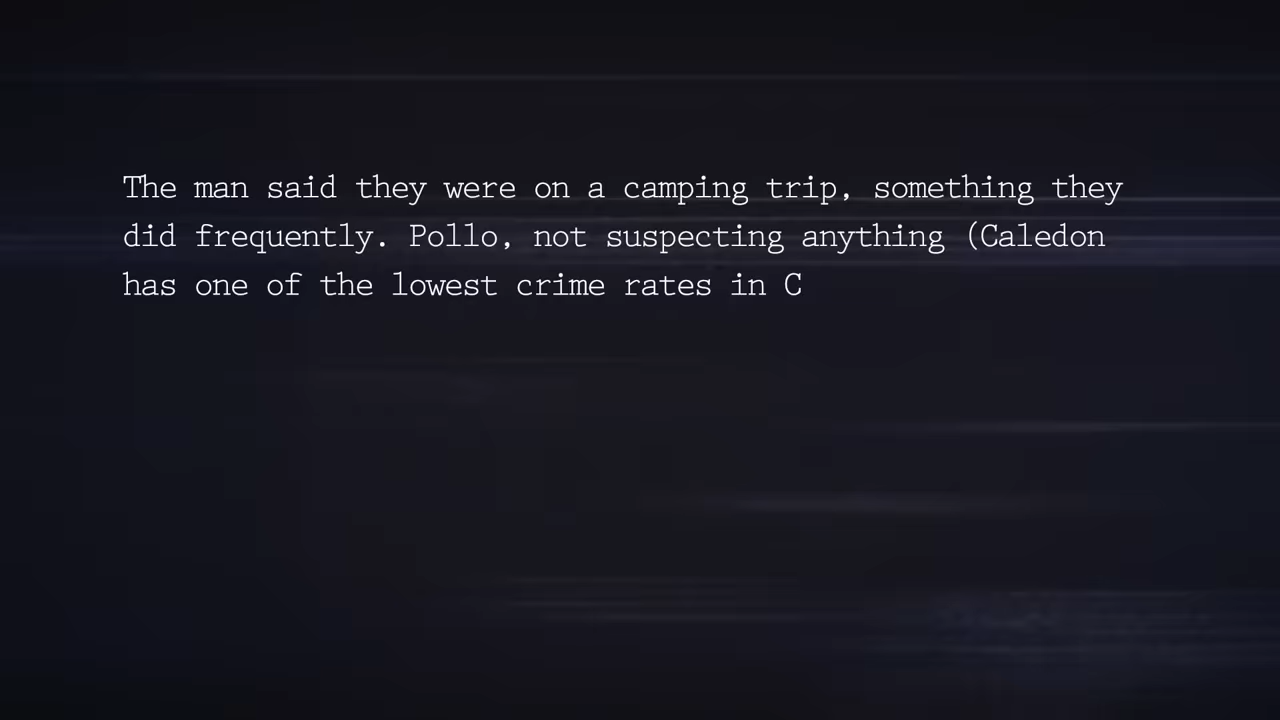 The man said they were on a camping trip, something they
did frequently. Pollo, not suspecting anything (Caledon
has one of the lowest crime rates in C